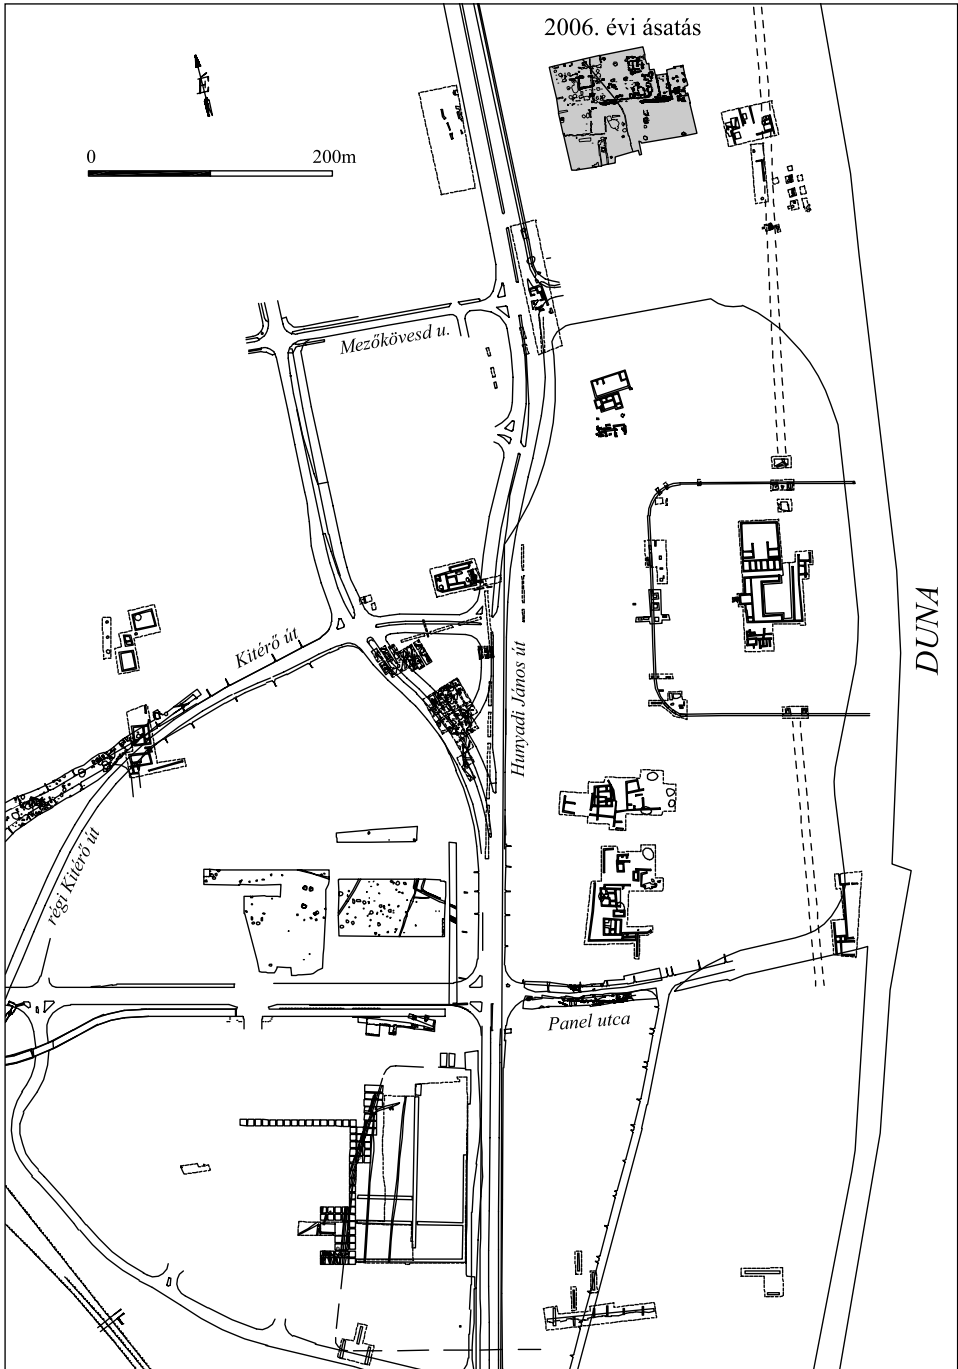 2006. évi ásatás
É
0 200m
Mezőkövesd u.
Kitérő út
Hunyadi János út
DUNA
régi Kitérő út
Panel utca